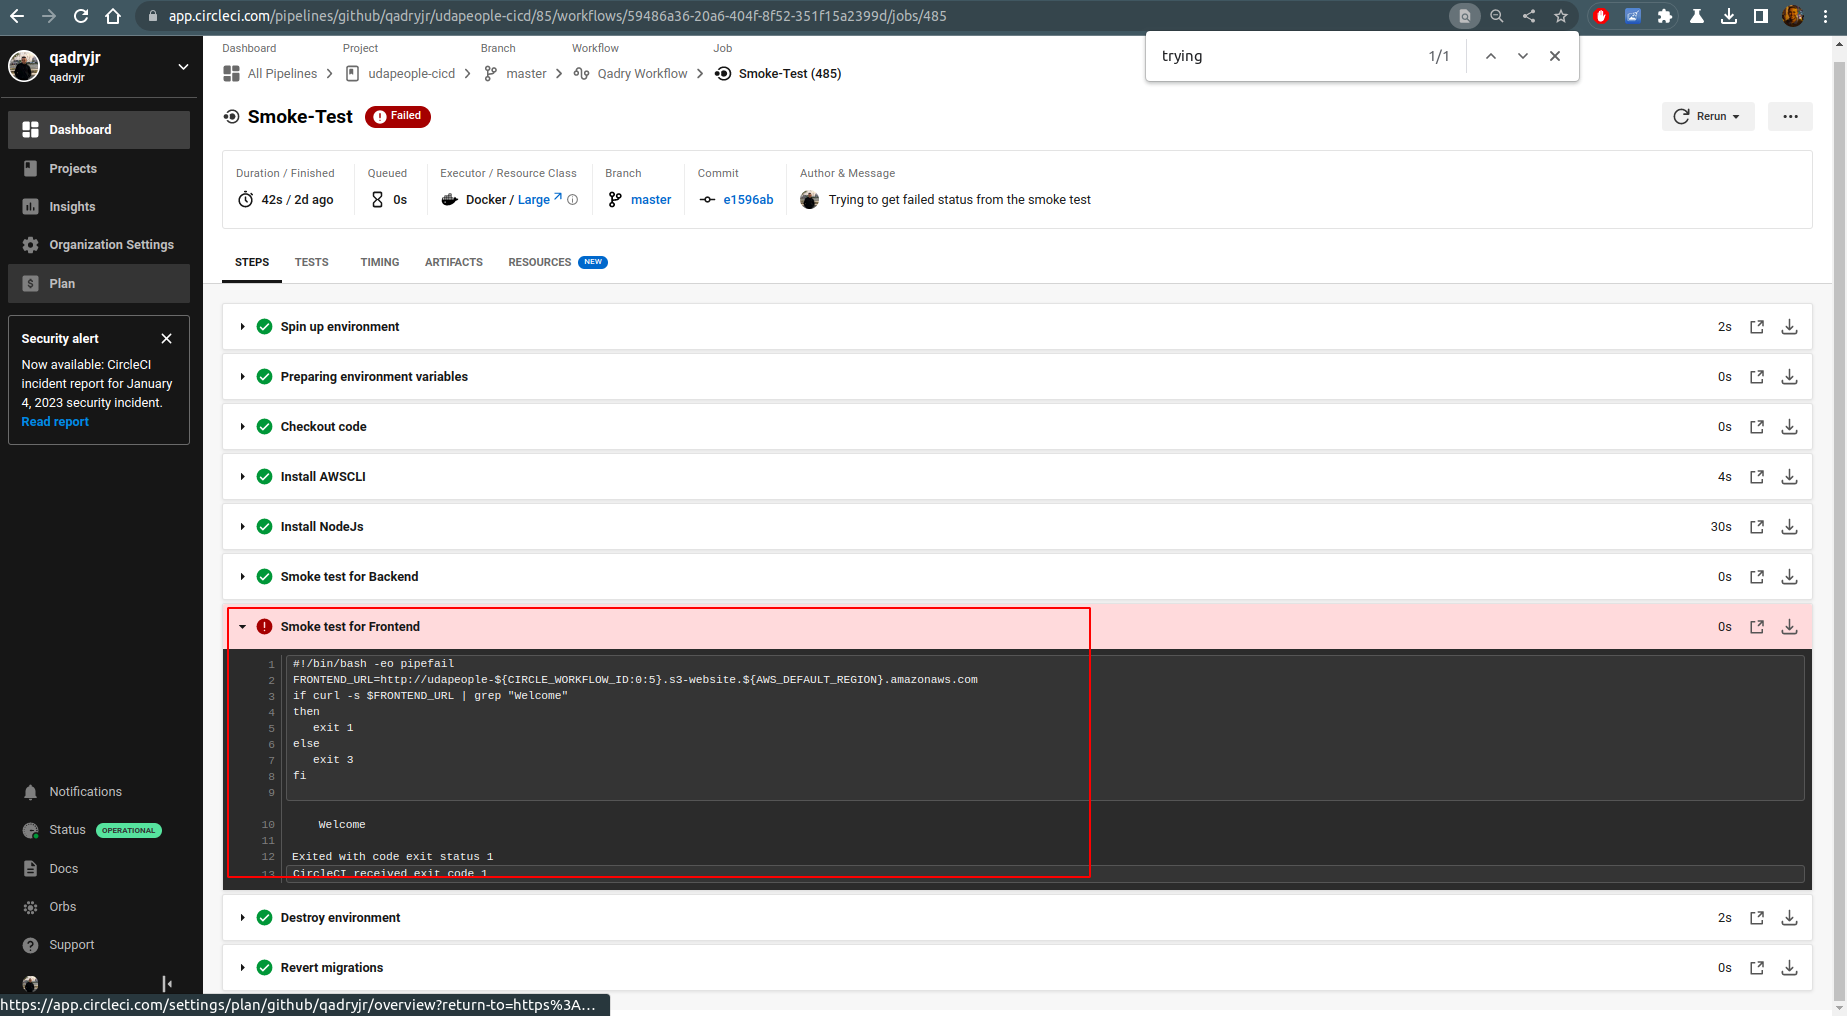 app.circleci.com/pipelines/github/qadryjr/udapeople-cicd/85/workflows/59486a36-20a6-404f-8f52-351f15a2399d/jobs/485
trying 1/1
qadryjr
qadryjr
Dashboard
Projects
Insights
Organization Settings
Plan
Security alert
Now available: CircleCI
incident report for January
4, 2023 security incident.
Read report
Notifications
Status OPERATIONAL
Docs
Orbs
Support
https://app.circleci.com/settings/plan/github/qadryjr/overview?return-to=https%3A...
Dashboard Project Branch Workflow Job
All Pipelines udapeople-cicd master Qadry Workflow Smoke-Test (485)
Smoke-Test Failed
Rerun
Duration / Finished Queued Executor / Resource Class Branch Commit Author & Message
42s / 2d ago 0s Docker / Large master e1596ab Trying to get failed status from the smoke test
STEPS TESTS TIMING ARTIFACTS RESOURCES NEW
Spin up environment 2s
Preparing environment variables 0s
Checkout code 0s
Install AWSCLI 4s
Install NodeJs 30s
Smoke test for Backend 0s
Smoke test for Frontend 0s
1 #!/bin/bash -eo pipefail
2 FRONTEND_URL=http://udapeople-${CIRCLE_WORKFLOW_ID:0:5}.s3-website.${AWS_DEFAULT_REGION}.amazonaws.com
3 if curl -s $FRONTEND_URL | grep "Welcome"
4 then
5 exit 1
6 else
7 exit 3
8 fi
9
10 Welcome
11
12 Exited with code exit status 1
13 CircleCI received exit code 1
Destroy environment 2s
Revert migrations 0s